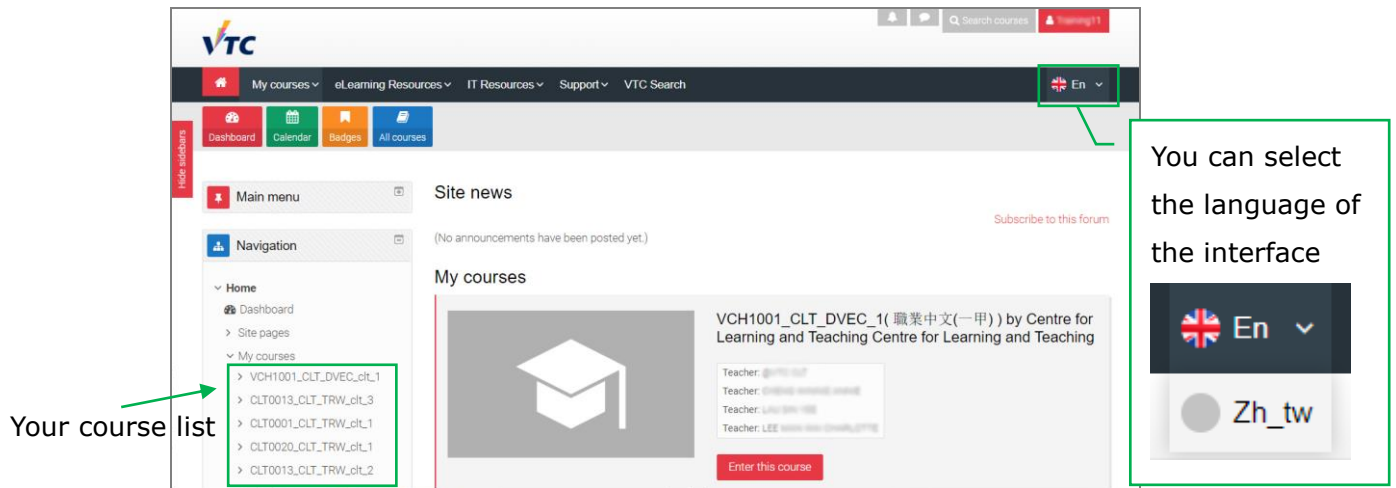 VTC
Search courses
My courses eLearning Resources IT Resources Support VTC Search
En
Dashboard Calendar Badges All courses
Hide sidebars
Main menu
Navigation
Home
Dashboard
Site pages
My courses
VCH1001_CLT_DVEC_clt_1
CLT0013_CLT_TRW_clt_3
CLT0001_CLT_TRW_clt_1
CLT0020_CLT_TRW_clt_1
CLT0013_CLT_TRW_clt_2
Your course list
Site news
Subscribe to this forum
(No announcements have been posted yet.)
My courses
VCH1001_CLT_DVEC_1( 職業中文(一甲) ) by Centre for
Learning and Teaching Centre for Learning and Teaching
Teacher:
Teacher:
Teacher:
Teacher: LEE
Enter this course
You can select
the language of
the interface
En
Zh_tw